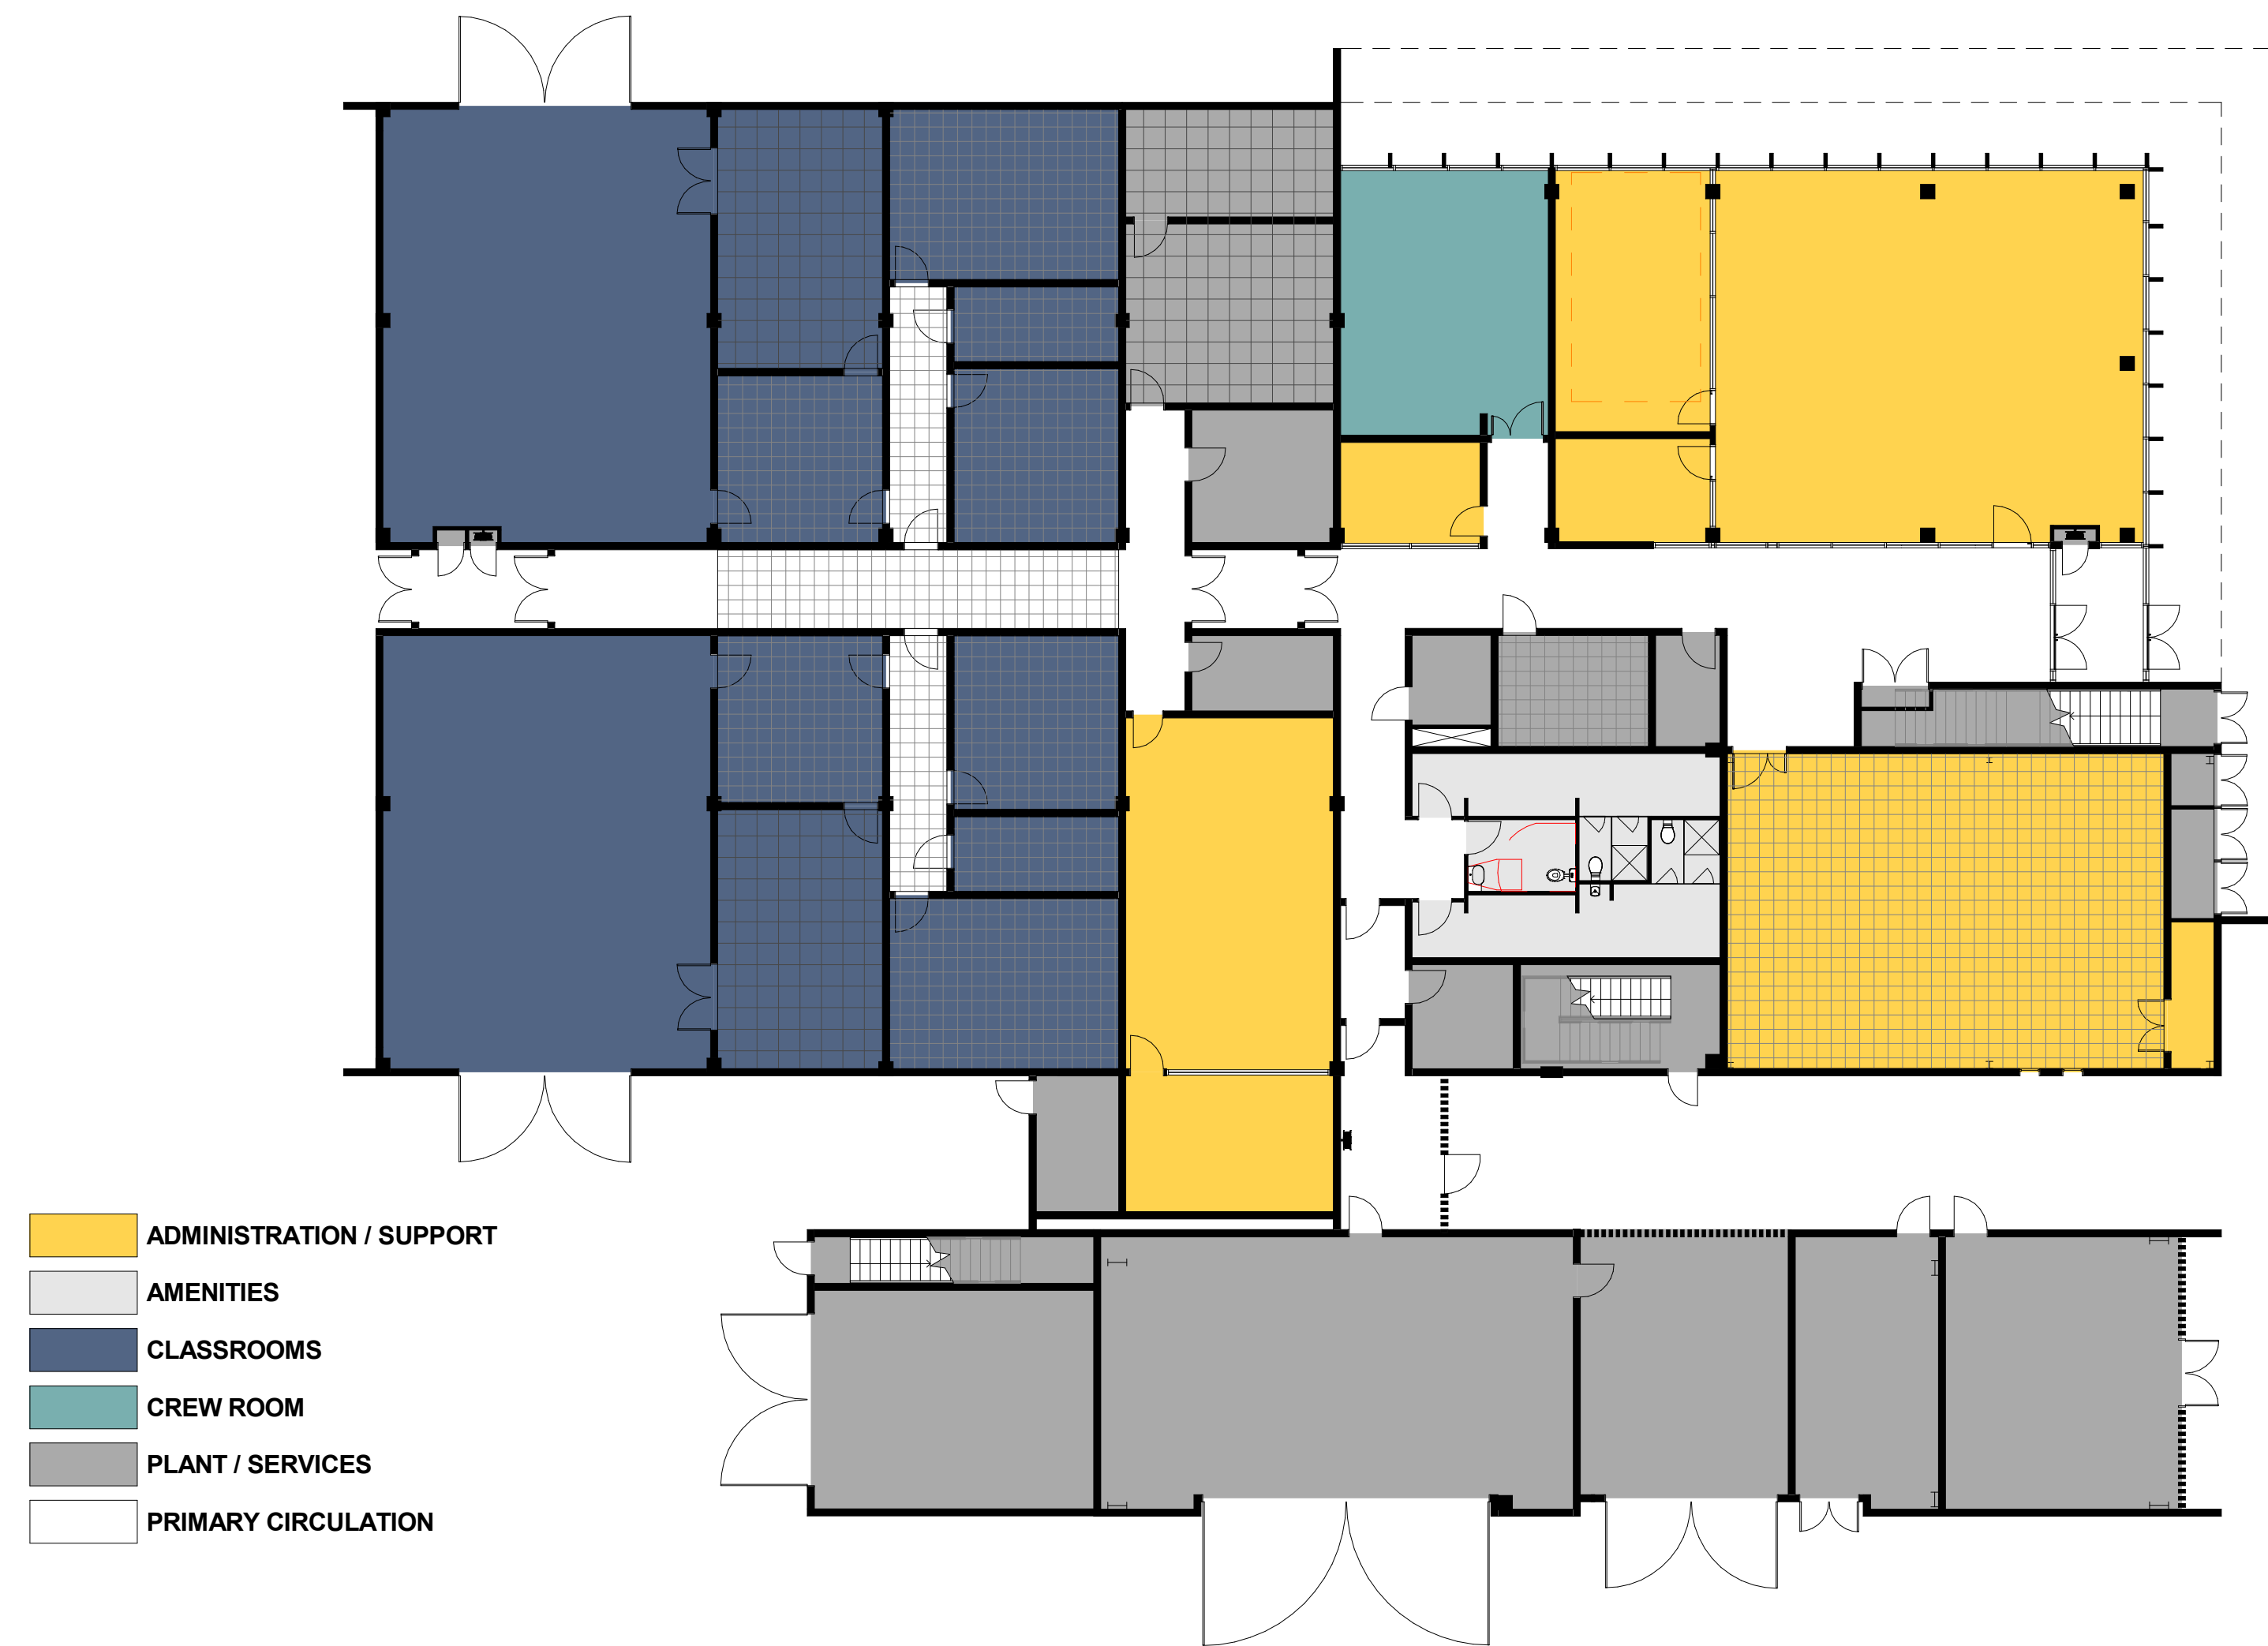 ADMINISTRATION / SUPPORT
AMENITIES
CLASSROOMS
CREW ROOM
PLANT / SERVICES
PRIMARY CIRCULATION